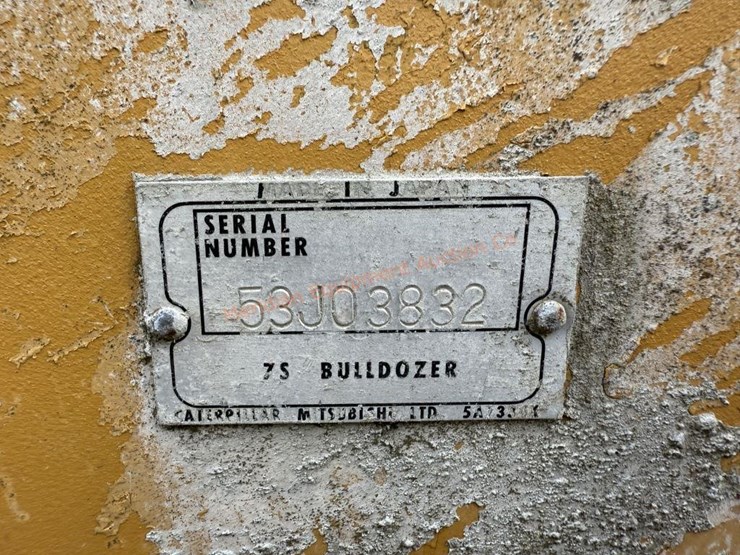 MADE IN JAPAN
SERIAL
NUMBER
53J03832
7S BULLDOZER
CATERPILLAR MITSUBISHI LTD